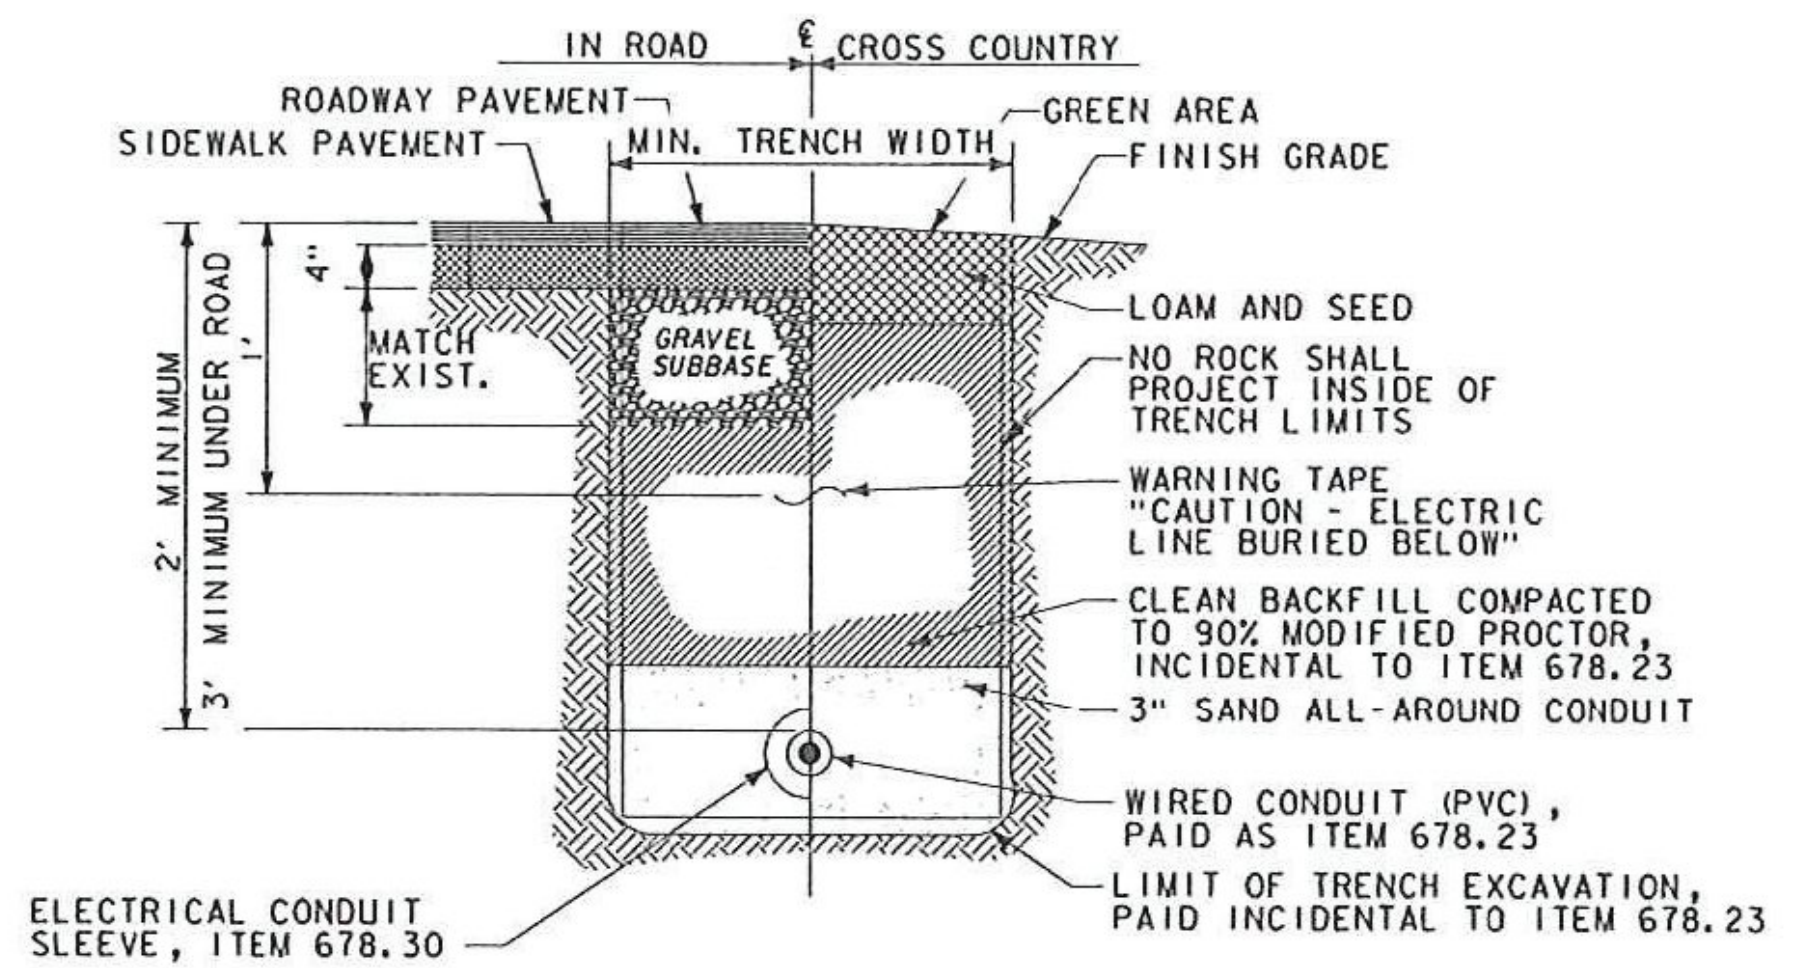 IN ROAD
℄
CROSS COUNTRY
ROADWAY PAVEMENT
GREEN AREA
SIDEWALK PAVEMENT
MIN. TRENCH WIDTH
FINISH GRADE
4"
1'
MATCH
EXIST.
2' MINIMUM
3' MINIMUM UNDER ROAD
GRAVEL
SUBBASE
LOAM AND SEED
NO ROCK SHALL
PROJECT INSIDE OF
TRENCH LIMITS
WARNING TAPE
"CAUTION - ELECTRIC
LINE BURIED BELOW"
CLEAN BACKFILL COMPACTED
TO 90% MODIFIED PROCTOR,
INCIDENTAL TO ITEM 678.23
3" SAND ALL-AROUND CONDUIT
WIRED CONDUIT (PVC),
PAID AS ITEM 678.23
LIMIT OF TRENCH EXCAVATION,
PAID INCIDENTAL TO ITEM 678.23
ELECTRICAL CONDUIT
SLEEVE, ITEM 678.30